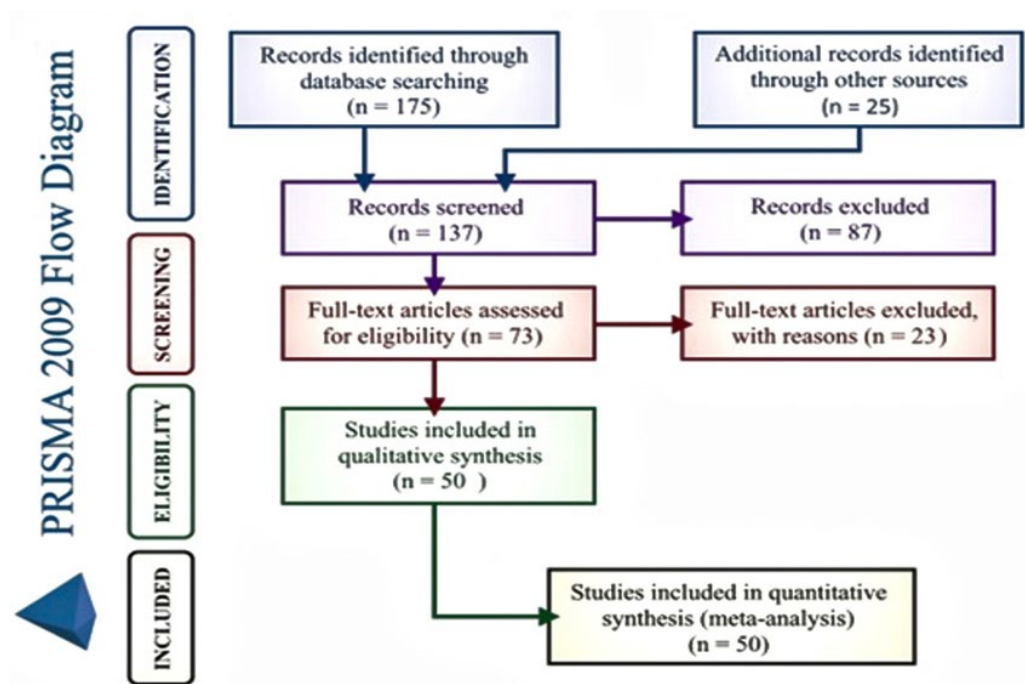 PRISMA 2009 Flow Diagram
IDENTIFICATION
Records identified through
database searching
(n = 175)
Additional records identified
through other sources
(n = 25)
Records screened
(n = 137)
Records excluded
(n = 87)
SCREENING
Full-text articles assessed
for eligibility (n = 73)
Full-text articles excluded,
with reasons (n = 23)
ELIGIBILITY
Studies included in
qualitative synthesis
(n = 50 )
INCLUDED
Studies included in quantitative
synthesis (meta-analysis)
(n = 50)